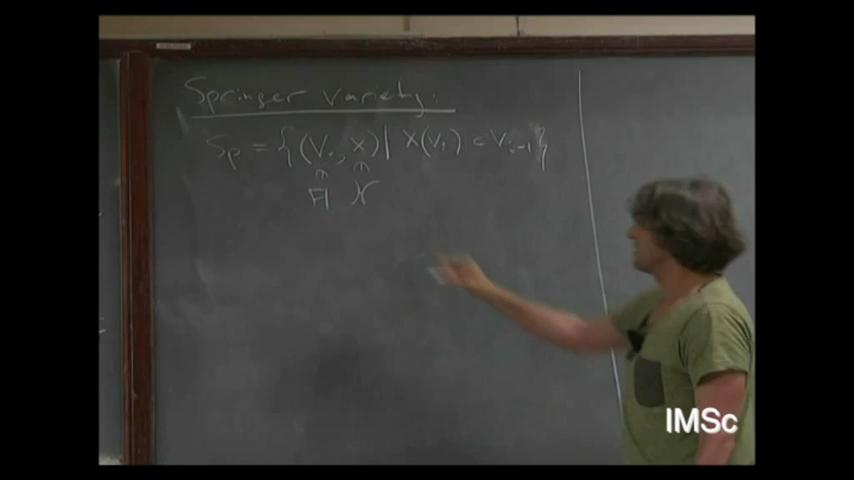 Springer variety.
Sp = { (V., X) | X(Vi) ⊂ Vi-1 }
Fl N
IMSc